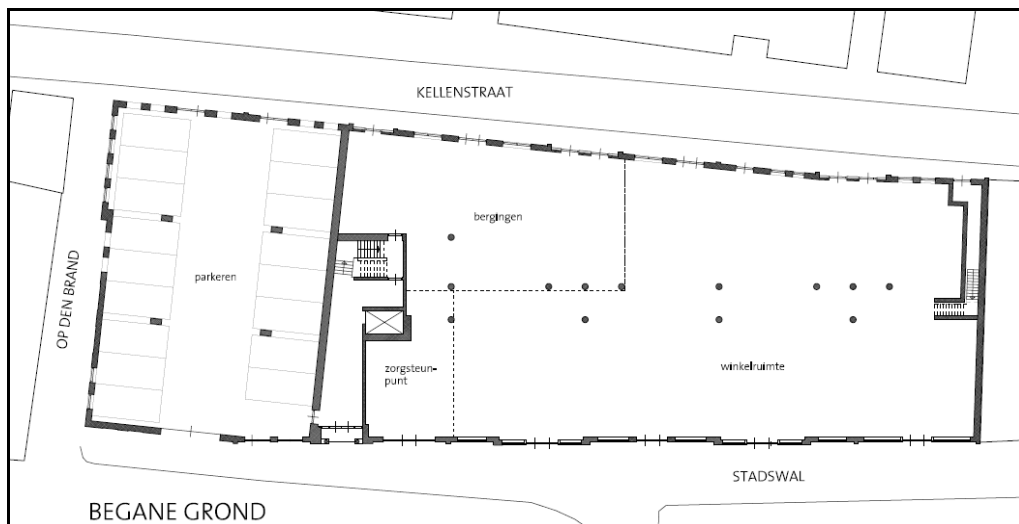 KELLENSTRAAT
bergingen
OP DEN BRAND
parkeren
zorgsteun-
punt
winkelruimte
STADSWAL
BEGANE GROND